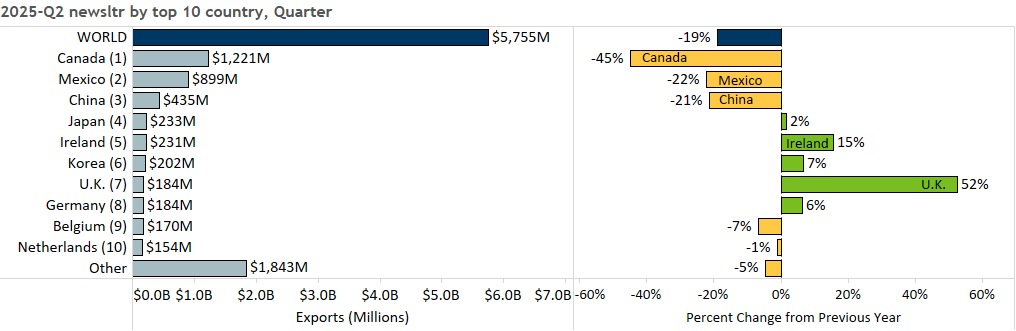 2025-Q2 newsltr by top 10 country, Quarter
WORLD $5,755M -19%
Canada (1) $1,221M -45% Canada
Mexico (2) $899M -22% Mexico
China (3) $435M -21% China
Japan (4) $233M 2%
Ireland (5) $231M Ireland 15%
Korea (6) $202M 7%
U.K. (7) $184M U.K. 52%
Germany (8) $184M 6%
Belgium (9) $170M -7%
Netherlands (10) $154M -1%
Other $1,843M -5%
$0.0B $1.0B $2.0B $3.0B $4.0B $5.0B $6.0B $7.0B -60% -40% -20% 0% 20% 40% 60%
Exports (Millions) Percent Change from Previous Year